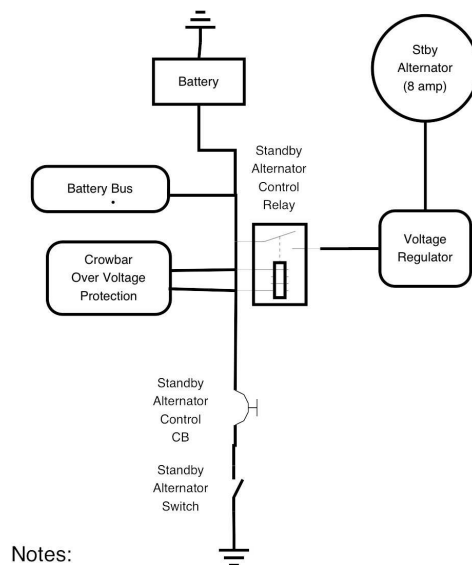 Battery
Stby
Alternator
(8 amp)
Standby
Alternator
Control
Relay
Battery Bus
Voltage
Regulator
Crowbar
Over Voltage
Protection
Standby
Alternator
Control
CB
Standby
Alternator
Switch
Notes: